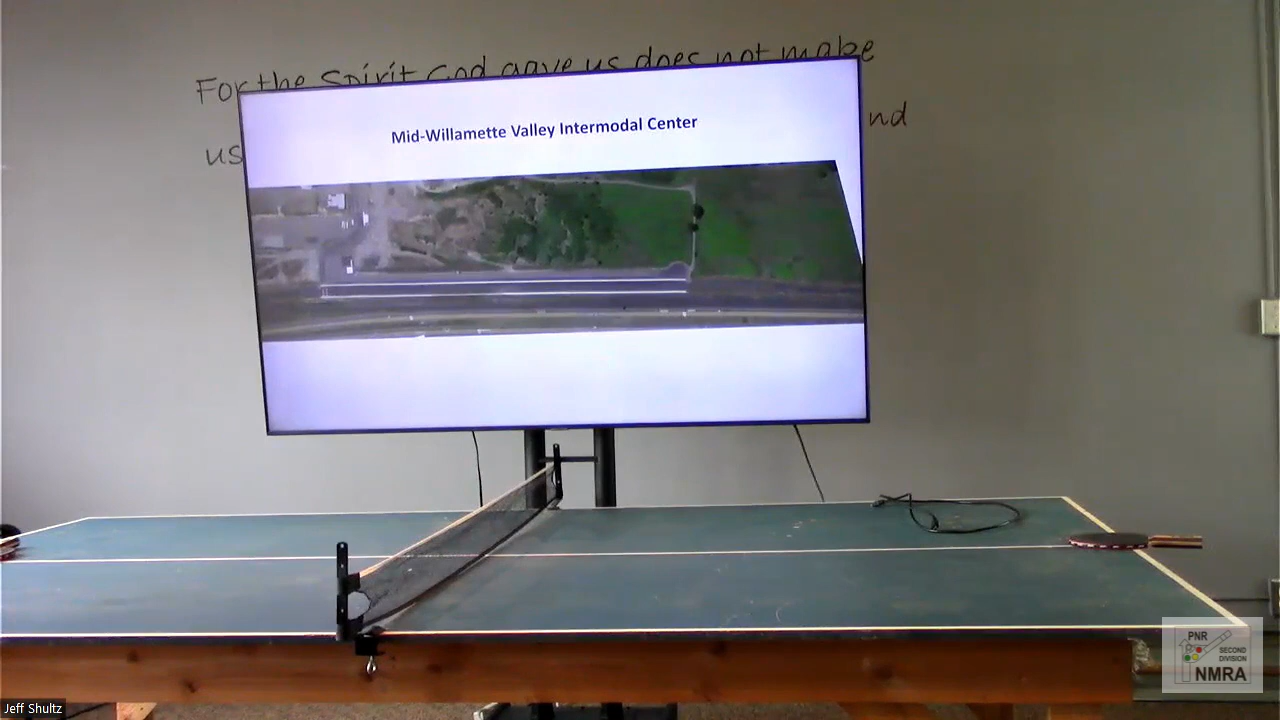 For the Spirit God gave us does not make
us
nd
Mid-Willamette Valley Intermodal Center
PNR
SECOND
DIVISION
NMRA
Jeff Shultz